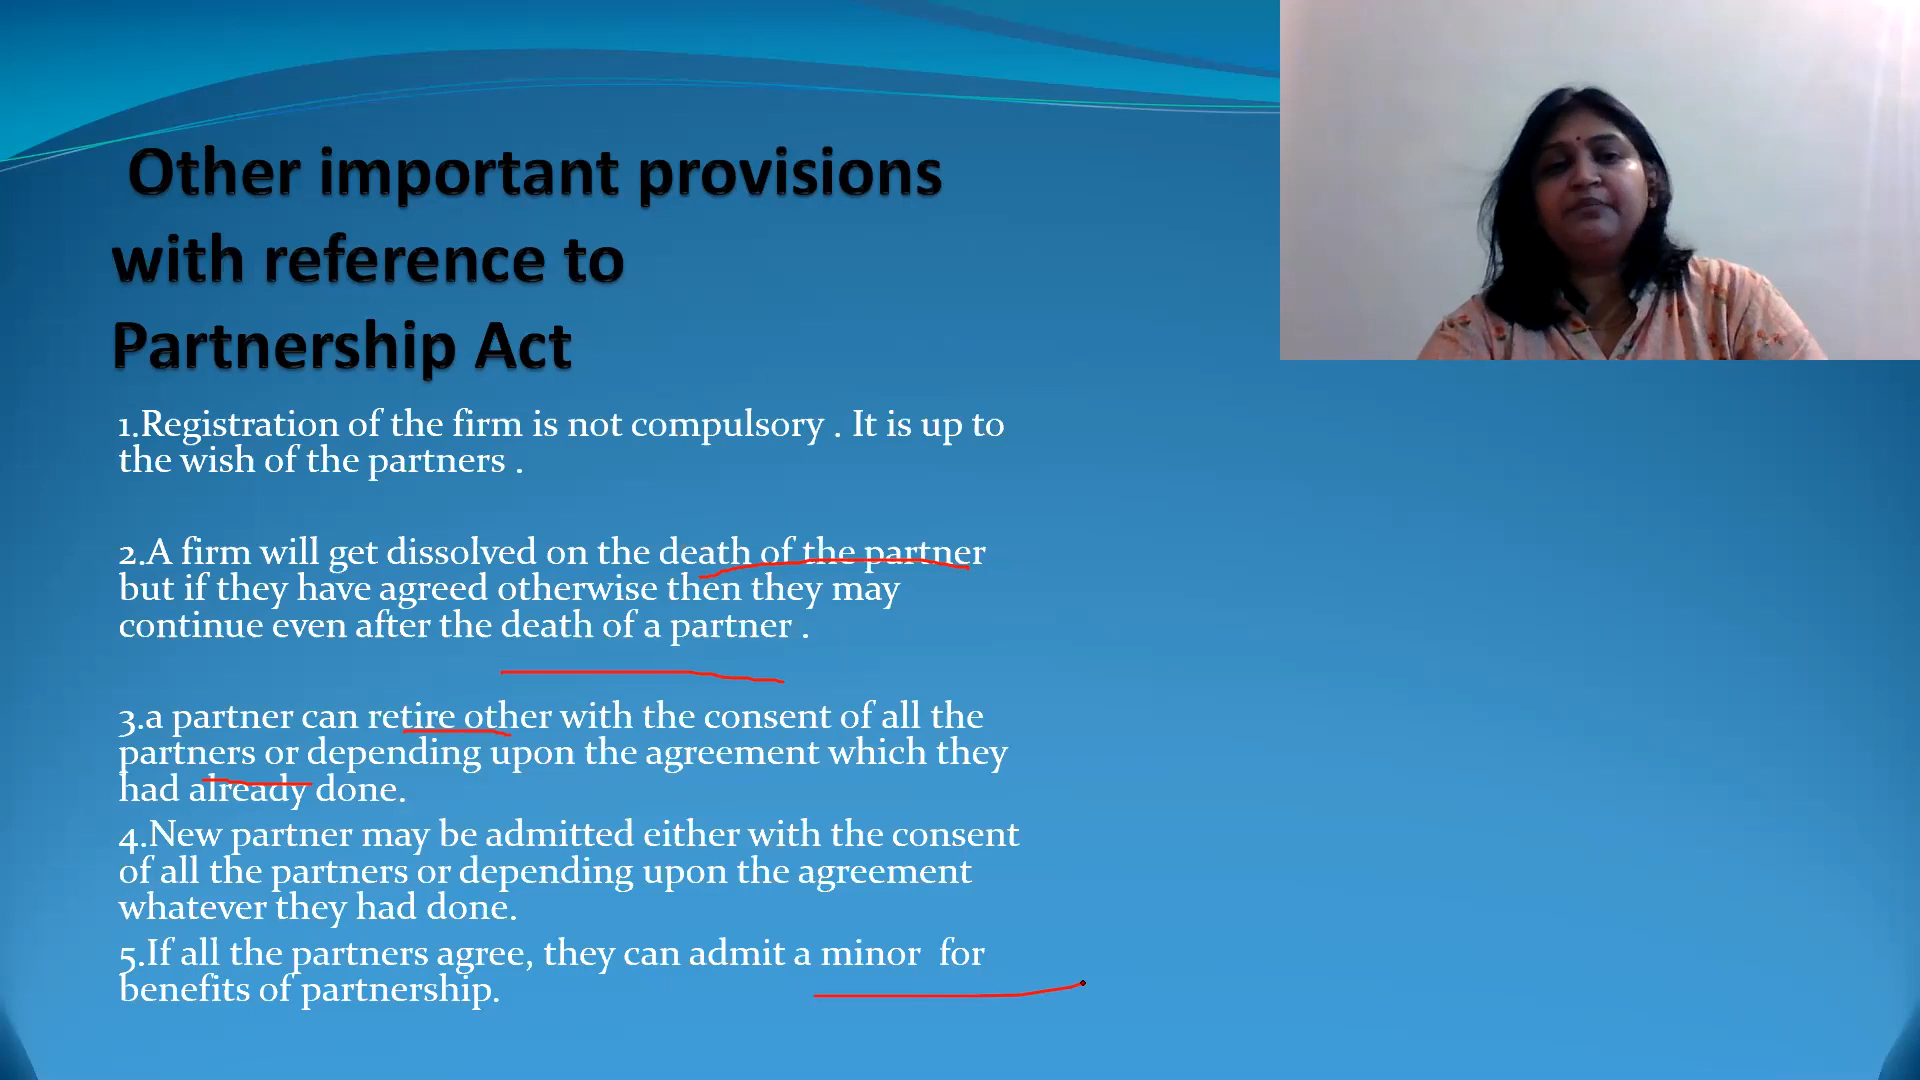 Other important provisions
with reference to
Partnership Act
1.Registration of the firm is not compulsory . It is up to
the wish of the partners .
2.A firm will get dissolved on the death of the partner
but if they have agreed otherwise then they may
continue even after the death of a partner .
3.a partner can retire other with the consent of all the
partners or depending upon the agreement which they
had already done.
4.New partner may be admitted either with the consent
of all the partners or depending upon the agreement
whatever they had done.
5.If all the partners agree, they can admit a minor  for
benefits of partnership.